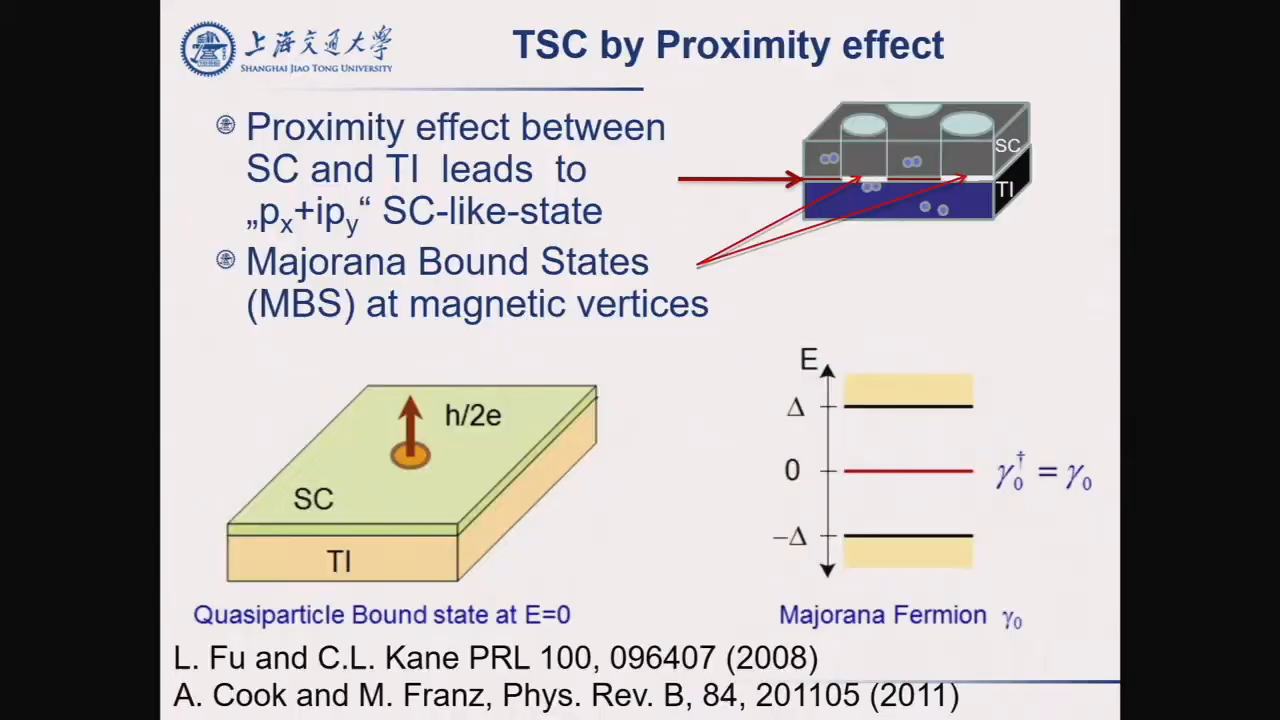 上海交通大学
SHANGHAI JIAO TONG UNIVERSITY
TSC by Proximity effect
Proximity effect between
SC and TI leads to
„px+ipy“ SC-like-state
Majorana Bound States
(MBS) at magnetic vertices
SC
TI
h/2e
SC
TI
Quasiparticle Bound state at E=0
E
Δ
0
−Δ
γ₀† = γ₀
Majorana Fermion γ₀
L. Fu and C.L. Kane PRL 100, 096407 (2008)
A. Cook and M. Franz, Phys. Rev. B, 84, 201105 (2011)